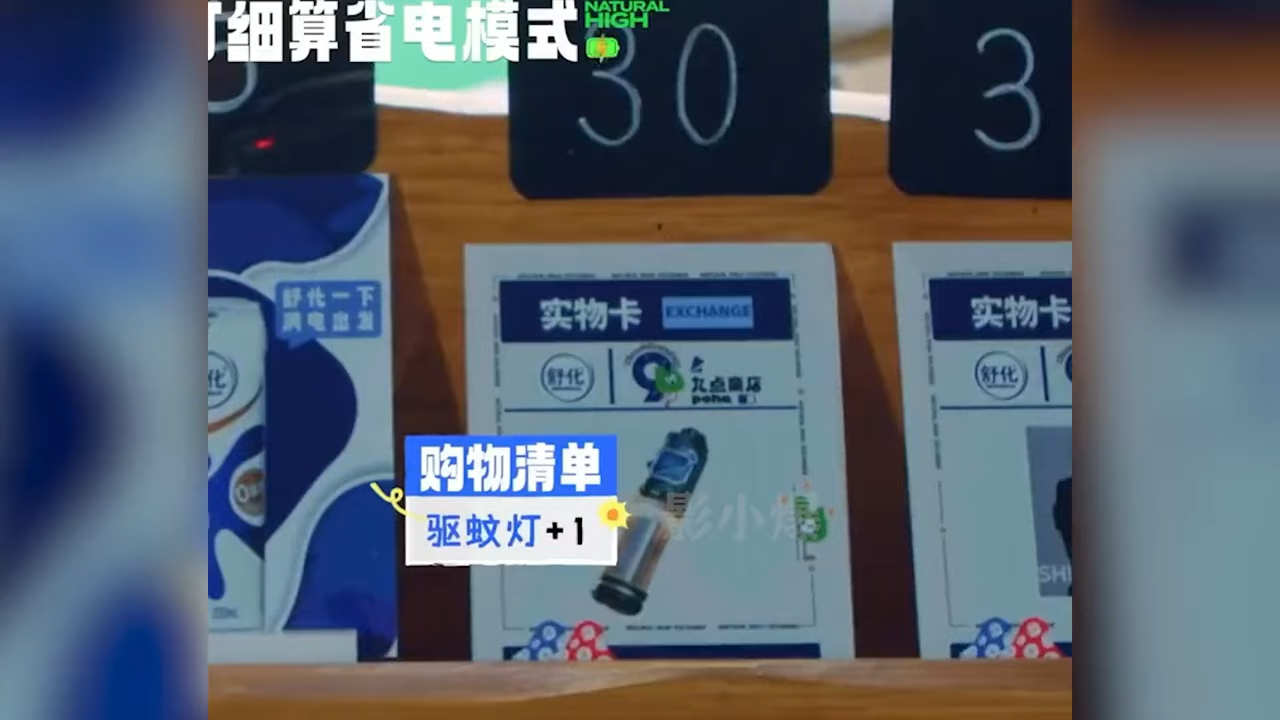 细算省电模式
NATURAL
HIGH
30
3
舒化一下
满电出发
实物卡 EXCHANGE
实物卡
舒化
九点商店
舒化
购物清单
驱蚊灯+1
影小